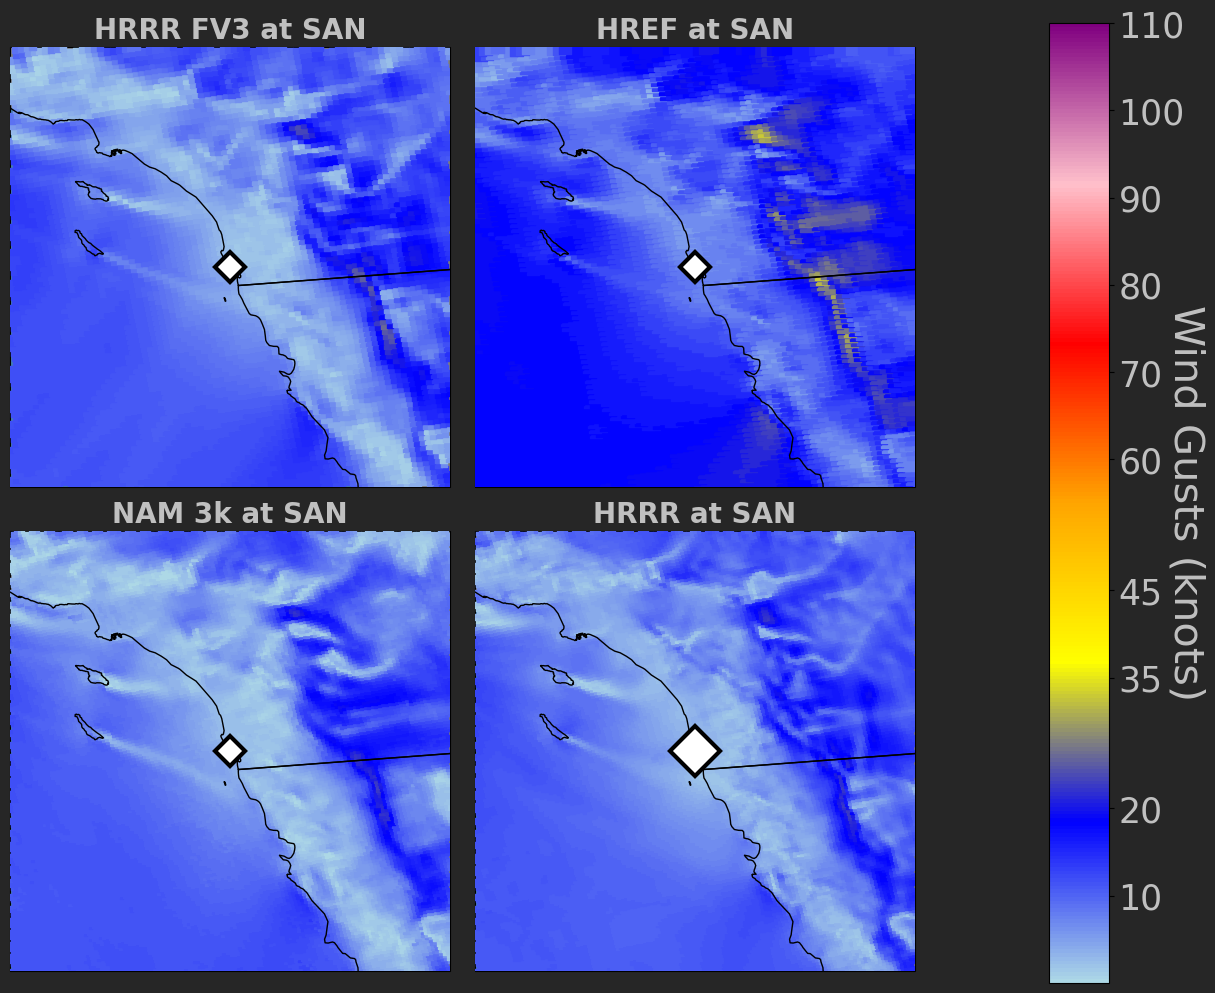 HRRR FV3 at SAN
HREF at SAN
NAM 3k at SAN
HRRR at SAN
110
100
90
80
70
60
45
35
20
10
Wind Gusts (knots)